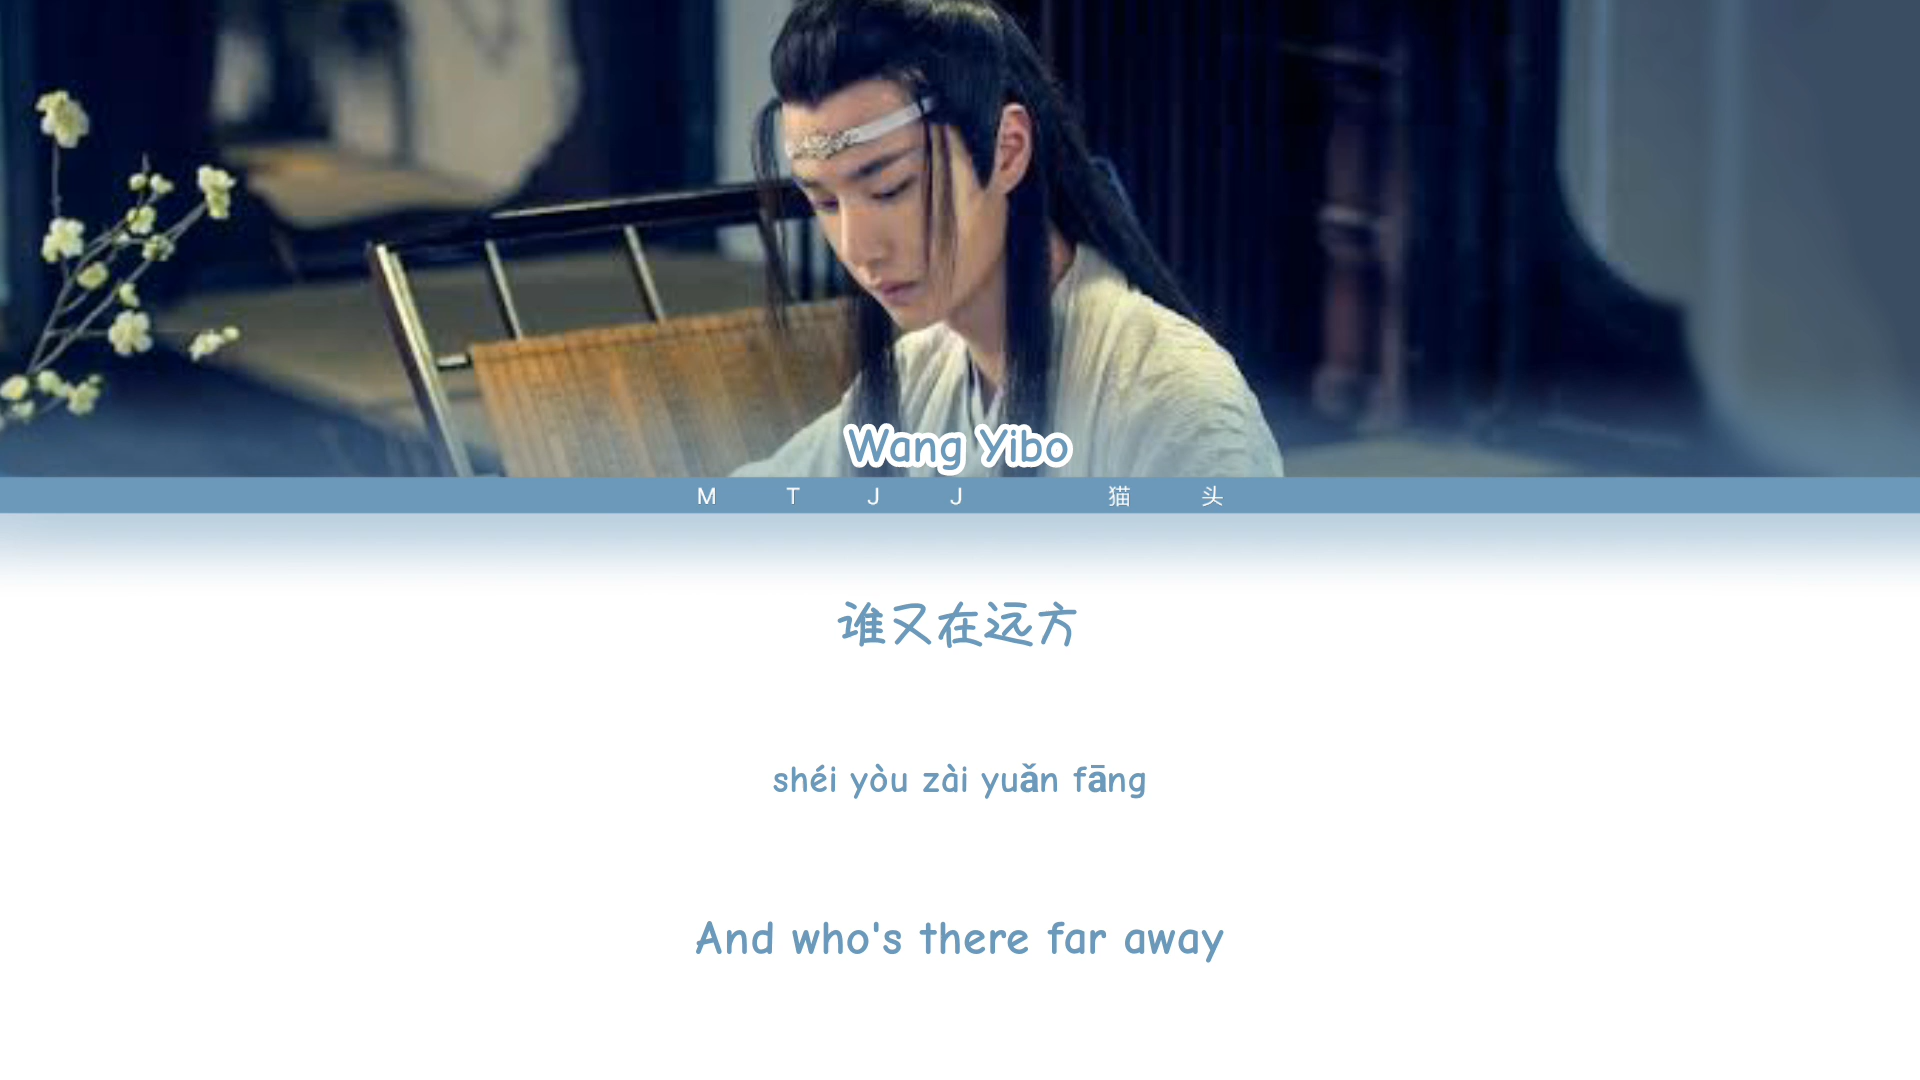 Wang Yibo
M T J J 猫 头
谁又在远方
shéi yòu zài yuǎn fāng
And who's there far away